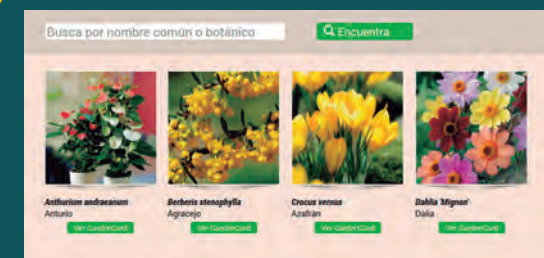 Busca por nombre común o botánico
Encuentra
Anthurium andraeanum
Anturio
Ver GardenCard
Berberis stenophylla
Agracejo
Ver GardenCard
Crocus vernus
Azafrán
Ver GardenCard
Dahlia 'Mignon'
Dalia
Ver GardenCard